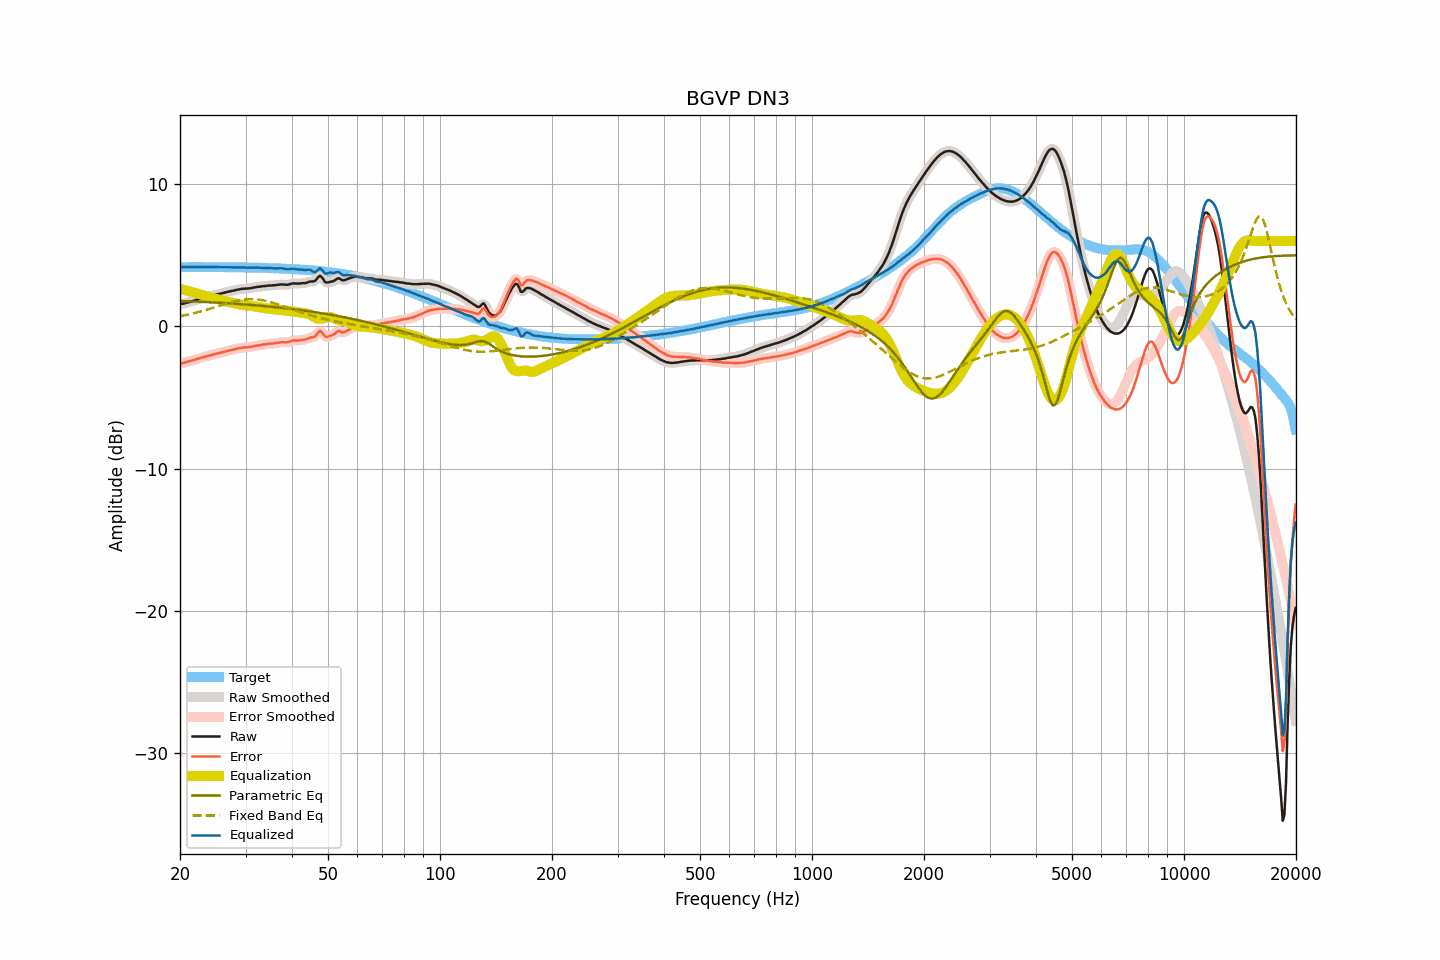 BGVP DN3
Amplitude (dBr)
10
0
−10
−20
−30
Target
Raw Smoothed
Error Smoothed
Raw
Error
Equalization
Parametric Eq
Fixed Band Eq
Equalized
20 50 100 200 500 1000 2000 5000 10000 20000
Frequency (Hz)